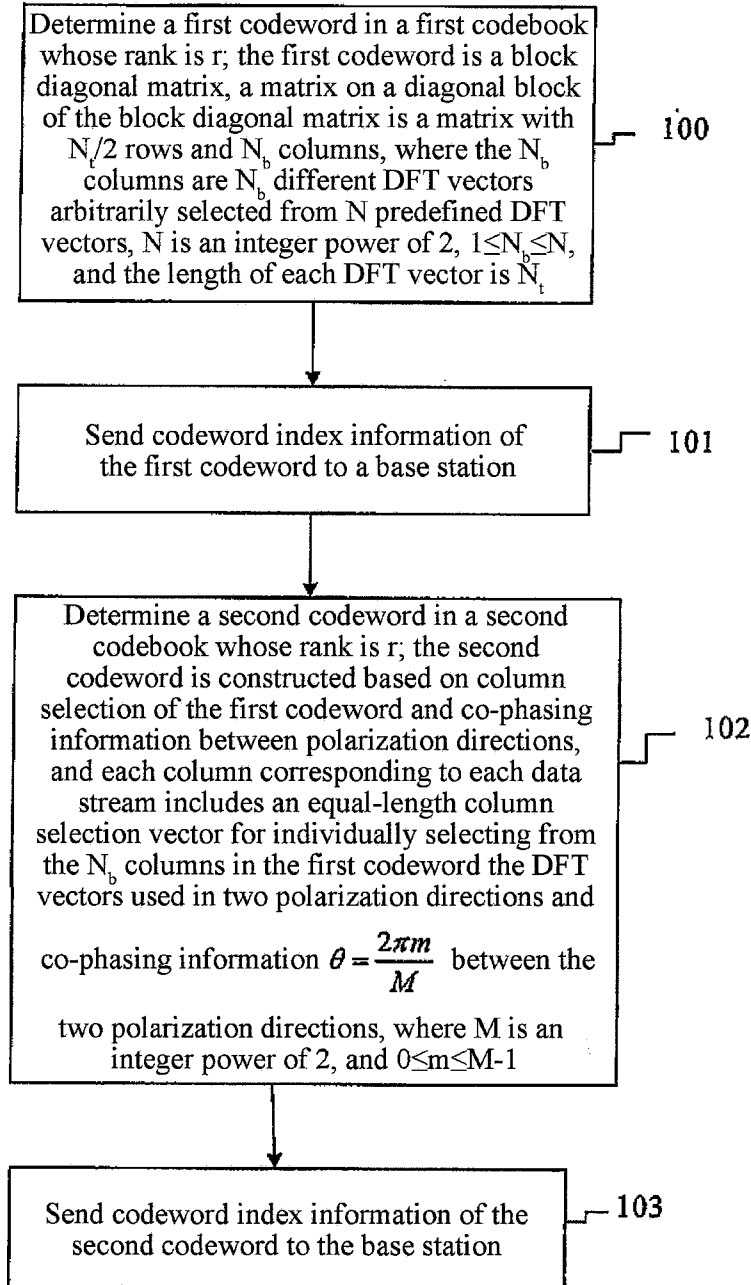 Determine a first codeword in a first codebook
whose rank is r; the first codeword is a block
diagonal matrix, a matrix on a diagonal block
of the block diagonal matrix is a matrix with
N_t/2 rows and N_b columns, where the N_b
columns are N_b different DFT vectors
arbitrarily selected from N predefined DFT
vectors, N is an integer power of 2, 1≤N_b≤N,
and the length of each DFT vector is N_t
100
Send codeword index information of
the first codeword to a base station
101
Determine a second codeword in a second
codebook whose rank is r; the second
codeword is constructed based on column
selection of the first codeword and co-phasing
information between polarization directions,
and each column corresponding to each data
stream includes an equal-length column
selection vector for individually selecting from
the N_b columns in the first codeword the DFT
vectors used in two polarization directions and
co-phasing information θ = 2πm/M between the
two polarization directions, where M is an
integer power of 2, and 0≤m≤M-1
102
Send codeword index information of the
second codeword to the base station
103